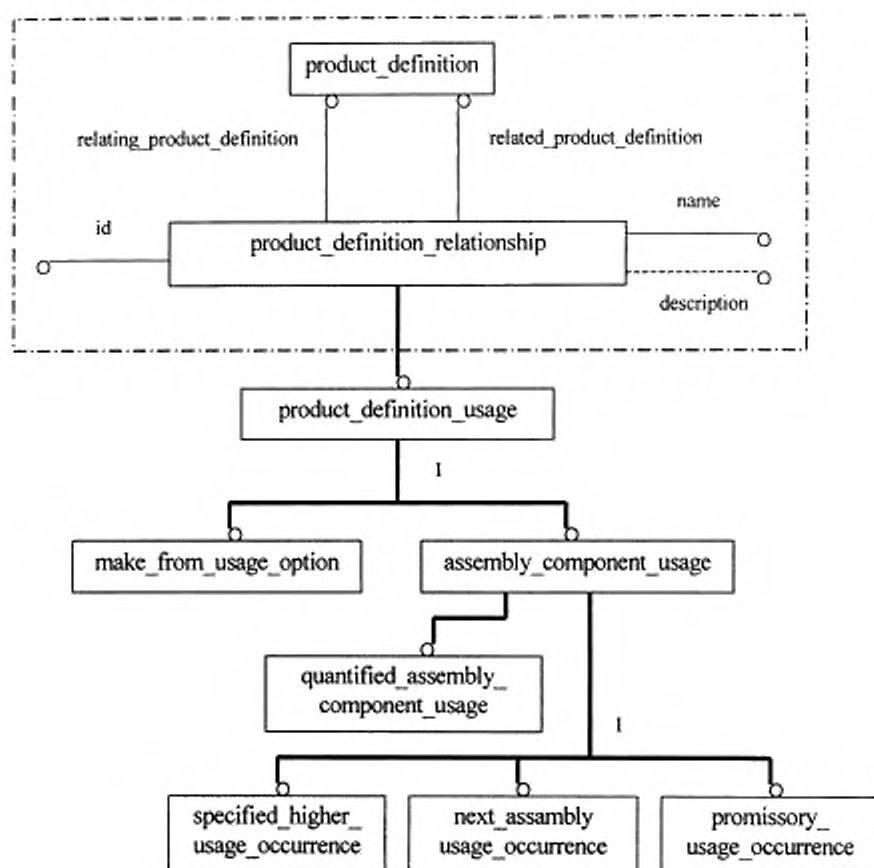 product_definition
relating_product_definition
related_product_definition
name
id
product_definition_relationship
description
product_definition_usage
1
make_from_usage_option
assembly_component_usage
quantified_assembly_
component_usage
1
specified_higher_
usage_occurrence
next_assambly
usage_occurrence
promissory_
usage_occurrence